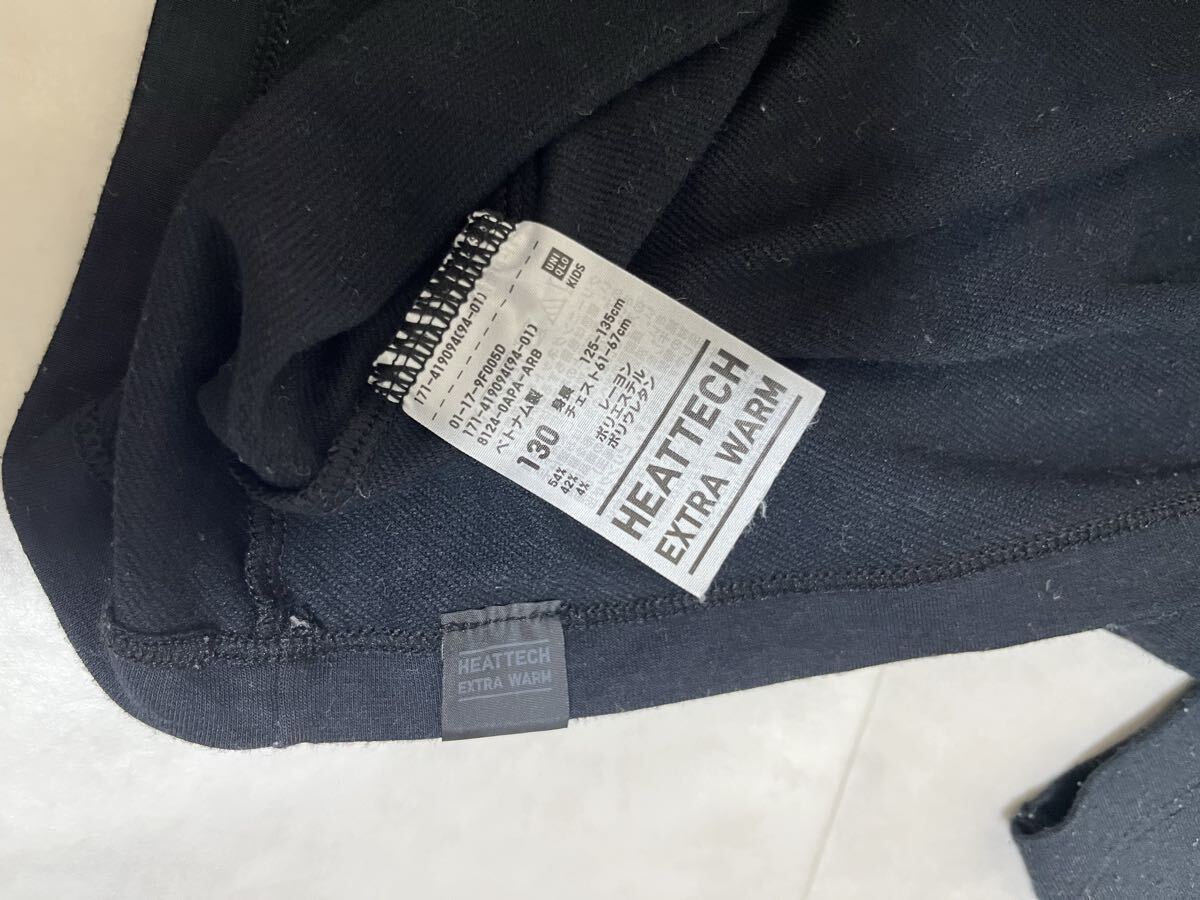 171-419094(94-01)
UNI
QLO
KIDS
01-17-9F005D
171-419094(94-01)
8124-0APA-ARB
ベトナム製
130
身長 125-135cm
チェスト61-67cm
54% レーヨン
42% ポリエステル
4% ポリウレタン
HEATTECH
EXTRA WARM
HEATTECH
EXTRA WARM